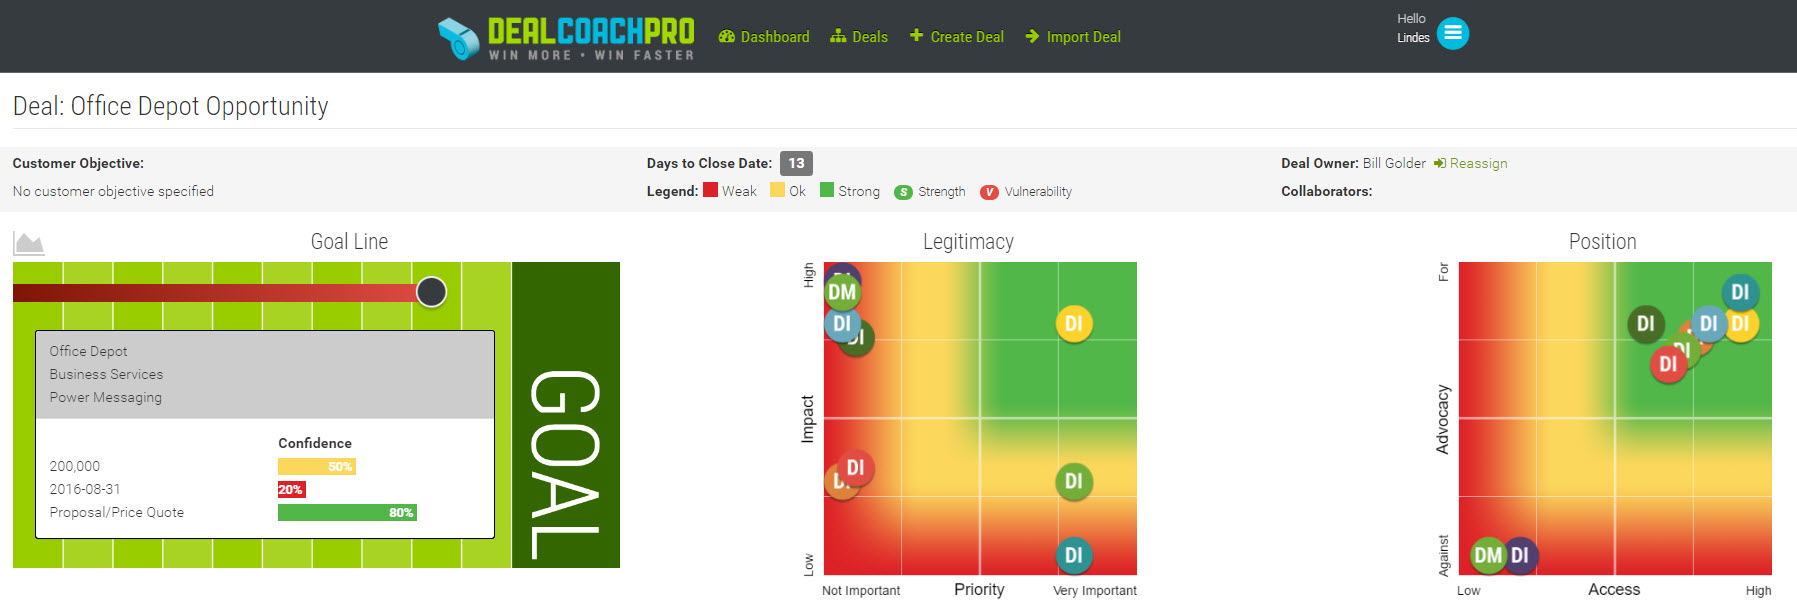 DEALCOACHPRO
WIN MORE • WIN FASTER
Dashboard
Deals
Create Deal
Import Deal
Hello
Lindes
Deal: Office Depot Opportunity
Customer Objective:
No customer objective specified
Days to Close Date: 13
Legend: Weak Ok Strong S Strength V Vulnerability
Deal Owner: Bill Golder Reassign
Collaborators:
Goal Line
Office Depot
Business Services
Power Messaging
Confidence
200,000 50%
2016-08-31 20%
Proposal/Price Quote 80%
GOAL
Legitimacy
High
Impact
Low
DM
DI
DI
DI
DI
DI
DI
Not Important
Priority
Very Important
Position
For
Advocacy
Against
DI
DI
DI
DI
DI
DI
DM
DI
Low
Access
High